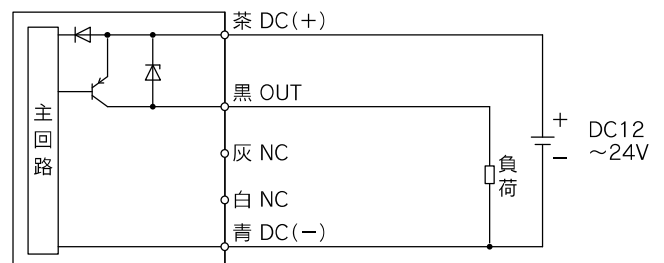 茶 DC(+)
黒 OUT
主回路
灰 NC
白 NC
青 DC(−)
負荷
+
−
DC12
～24V